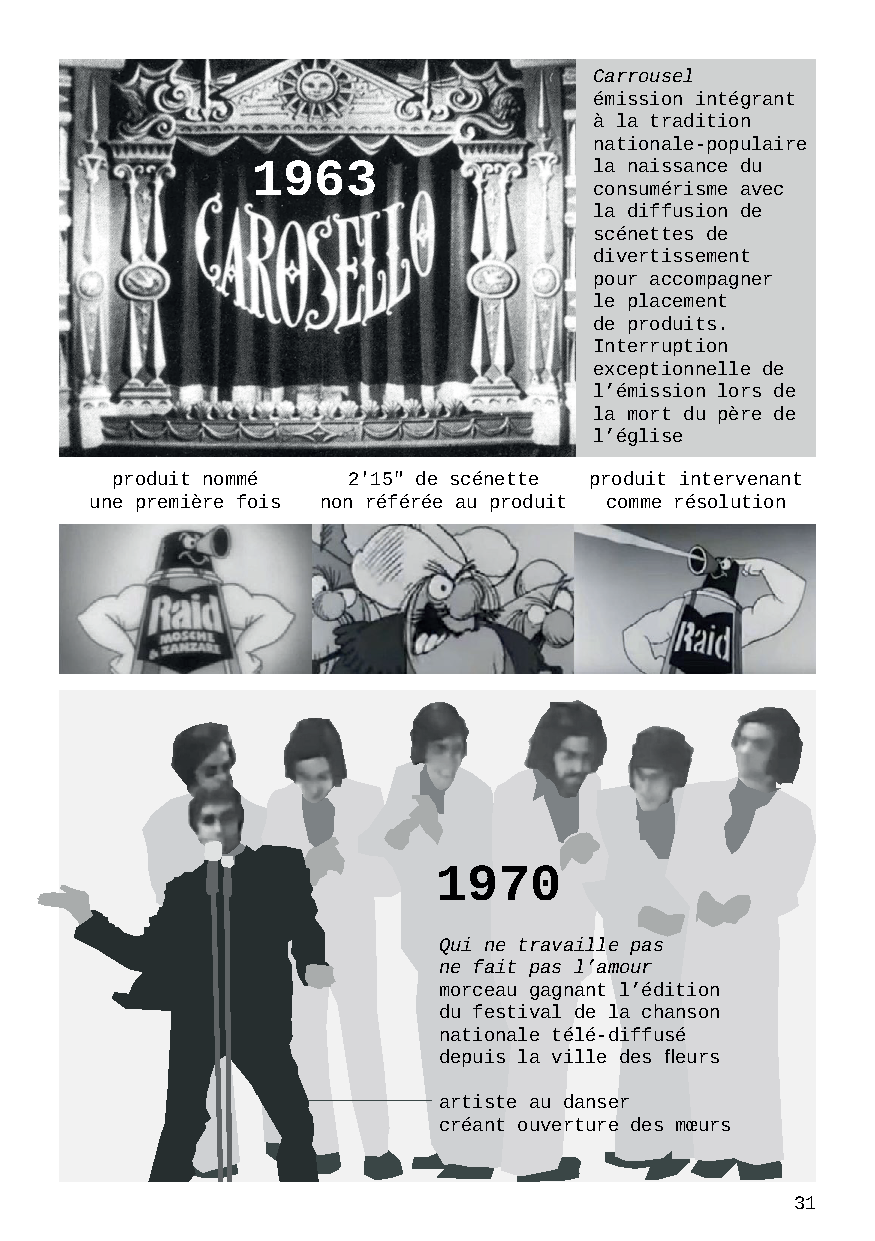 1963
CAROSELLO
Carrousel
émission intégrant
à la tradition
nationale-populaire
la naissance du
consumérisme avec
la diffusion de
scénettes de
divertissement
pour accompagner
le placement
de produits.
Interruption
exceptionnelle de
l’émission lors de
la mort du père de
l’église
produit nommé
une première fois
2'15" de scénette
non référée au produit
produit intervenant
comme résolution
Raid
MOSCHE
& ZANZARE
Raid
1970
Qui ne travaille pas
ne fait pas l’amour
morceau gagnant l’édition
du festival de la chanson
nationale télé-diffusé
depuis la ville des fleurs
artiste au danser
créant ouverture des mœurs
31